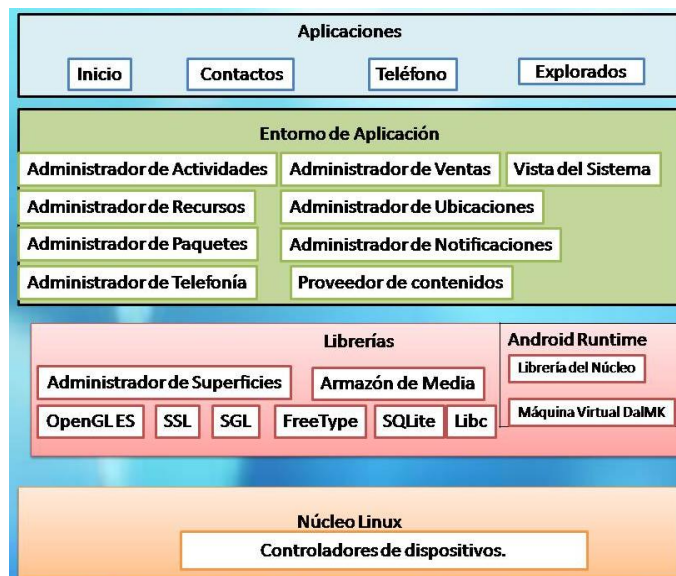 Aplicaciones
Inicio
Contactos
Teléfono
Explorados
Entorno de Aplicación
Administrador de Actividades
Administrador de Ventas
Vista del Sistema
Administrador de Recursos
Administrador de Ubicaciones
Administrador de Paquetes
Administrador de Notificaciones
Administrador de Telefonía
Proveedor de contenidos
Librerías
Android Runtime
Administrador de Superficies
Armazón de Media
Librería del Núcleo
OpenGL ES
SSL
SGL
FreeType
SQLite
Libc
Máquina Virtual DalMK
Núcleo Linux
Controladores de dispositivos.